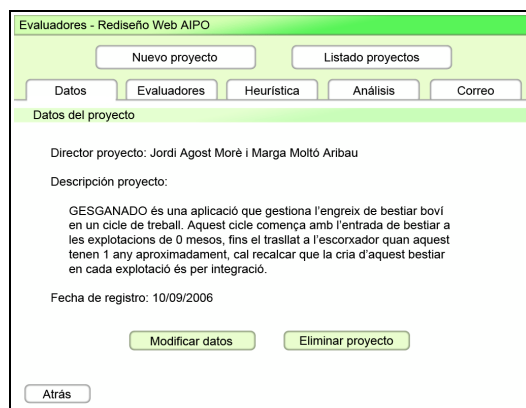 Evaluadores - Rediseño Web AIPO
Nuevo proyecto
Listado proyectos
Datos
Evaluadores
Heurística
Análisis
Correo
Datos del proyecto
Director proyecto: Jordi Agost Morè i Marga Moltó Aribau
Descripción proyecto:
GESGANADO és una aplicació que gestiona l'engreix de bestiar boví
en un cicle de treball. Aquest cicle comença amb l'entrada de bestiar a
les explotacions de 0 mesos, fins el trasllat a l'escorxador quan aquest
tenen 1 any aproximadament, cal recalcar que la cria d'aquest bestiar
en cada explotació és per integració.
Fecha de registro: 10/09/2006
Modificar datos
Eliminar proyecto
Atrás